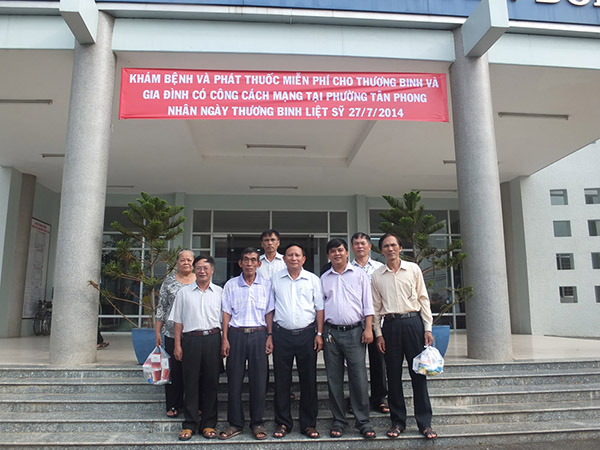 KHÁM BỆNH VÀ PHÁT THUỐC MIỄN PHÍ CHO THƯƠNG BINH VÀ
GIA ĐÌNH CÓ CÔNG CÁCH MẠNG TẠI PHƯỜNG TÂN PHONG
NHÂN NGÀY THƯƠNG BINH LIỆT SỸ 27/7/2014